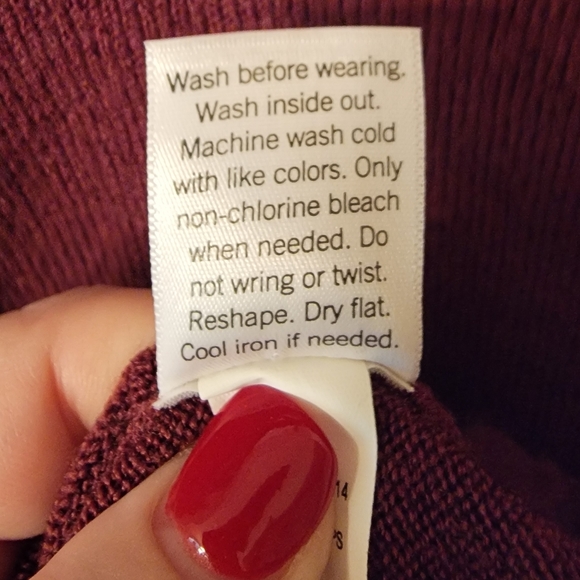 Wash before wearing.
Wash inside out.
Machine wash cold
with like colors. Only
non-chlorine bleach
when needed. Do
not wring or twist.
Reshape. Dry flat.
Cool iron if needed.
14